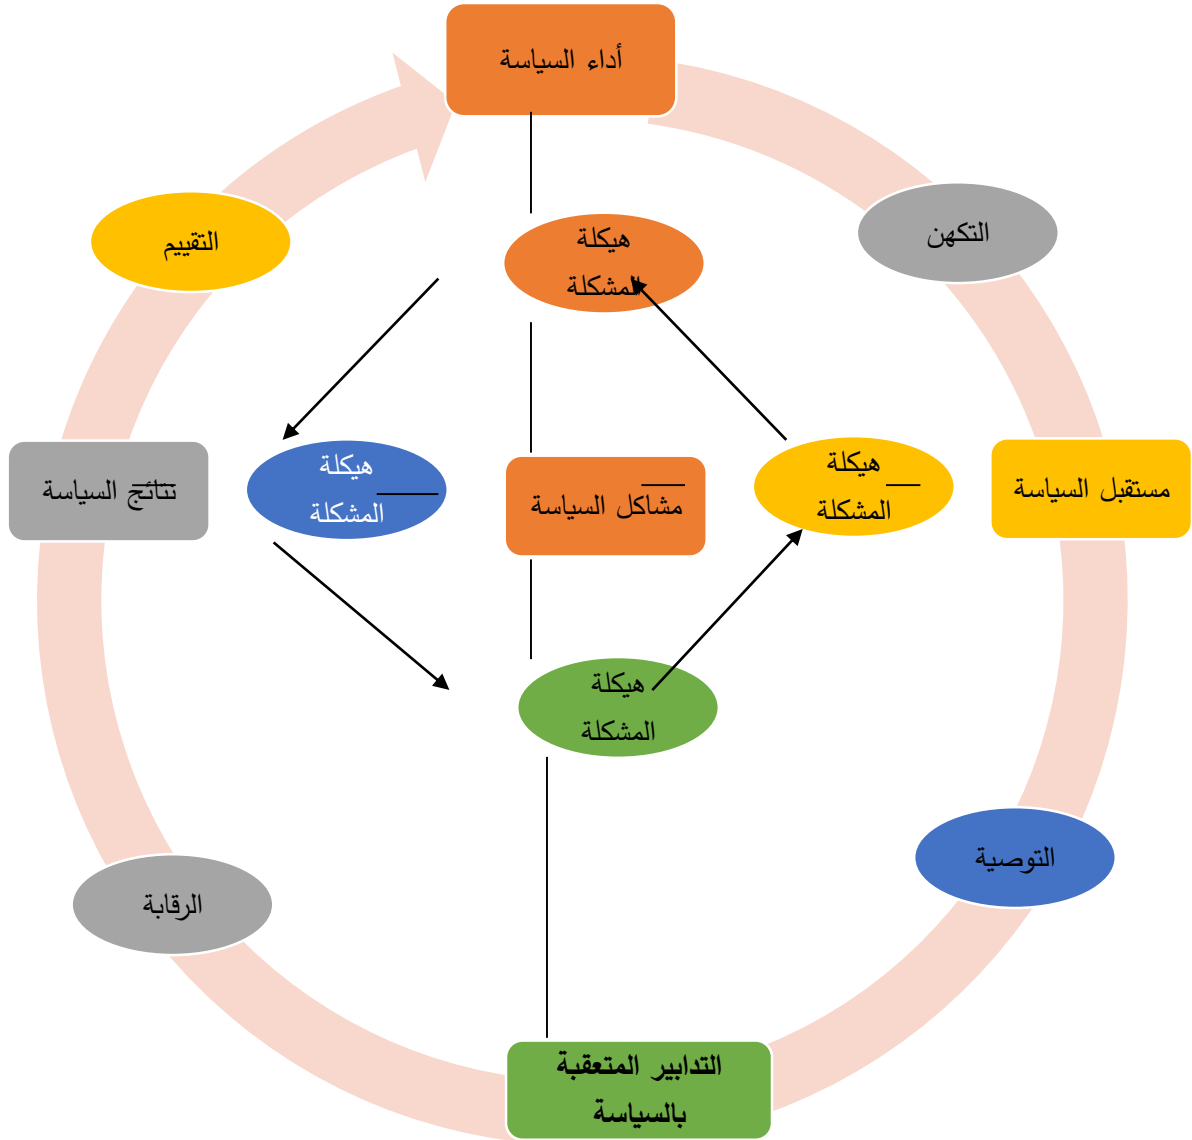 أداء السياسة
التقييم
التكهن
هيكلة
المشكلة
نتائج السياسة
هيكلة
المشكلة
مشاكل السياسة
هيكلة
المشكلة
مستقبل السياسة
هيكلة
المشكلة
التوصية
الرقابة
التدابير المتعقبة
بالسياسة